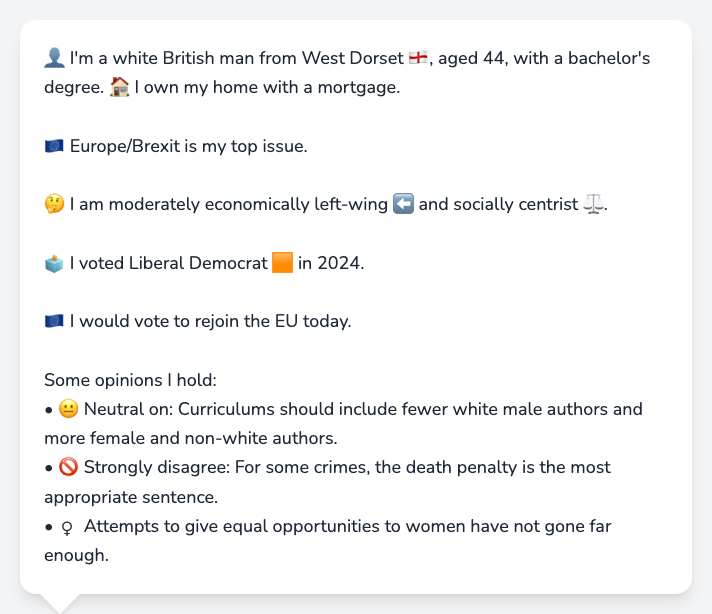 👤 I'm a white British man from West Dorset 🏴󠁧󠁢󠁥󠁮󠁧󠁿, aged 44, with a bachelor's
degree. 🏠 I own my home with a mortgage.
🇪🇺 Europe/Brexit is my top issue.
🤔 I am moderately economically left-wing ⬅️ and socially centrist ⚖️.
🗳️ I voted Liberal Democrat 🟧 in 2024.
🇪🇺 I would vote to rejoin the EU today.
Some opinions I hold:
• 😐 Neutral on: Curriculums should include fewer white male authors and
more female and non-white authors.
• 🚫 Strongly disagree: For some crimes, the death penalty is the most
appropriate sentence.
• ♀ Attempts to give equal opportunities to women have not gone far
enough.